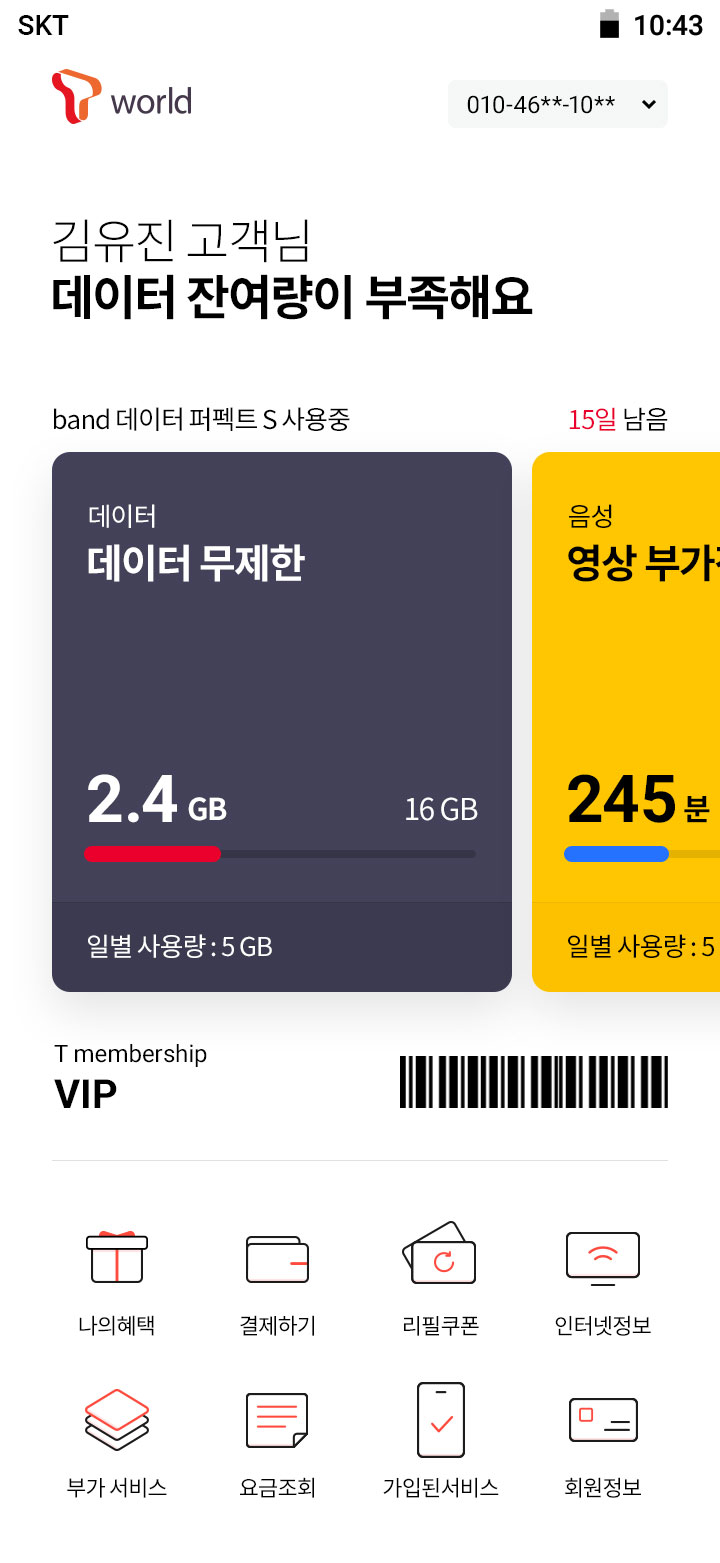 SKT 10:43
T world 010-46**-10**
김유진 고객님
데이터 잔여량이 부족해요
band 데이터 퍼펙트 S 사용중 15일 남음
데이터
데이터 무제한
2.4 GB 16 GB
일별 사용량 : 5 GB
음성
영상 부가
245 분
일별 사용량 : 5
T membership
VIP
나의혜택 결제하기 리필쿠폰 인터넷정보
부가 서비스 요금조회 가입된서비스 회원정보